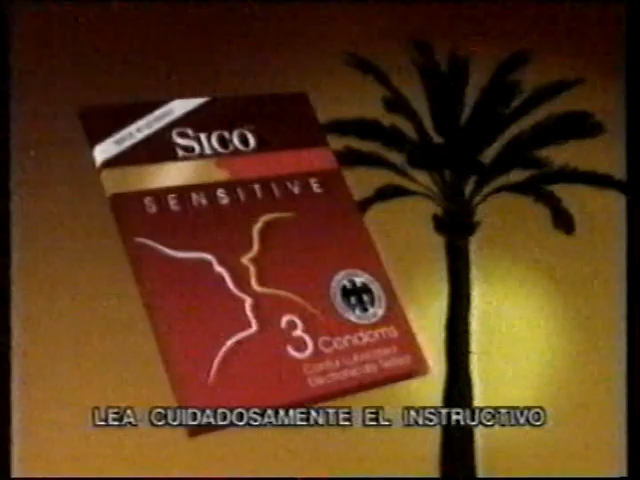 SICO
SENSITIVE
3 Condoms
LEA CUIDADOSAMENTE EL INSTRUCTIVO